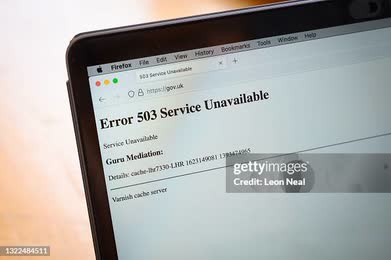 Firefox File Edit View History Bookmarks Tools Window Help
503 Service Unavailable
https://gov.uk
Error 503 Service Unavailable
Service Unavailable
Guru Mediation:
Details: cache-lhr7330-LHR 1623149081 1393474965
Varnish cache server
gettyimages
Credit: Leon Neal
1322484511